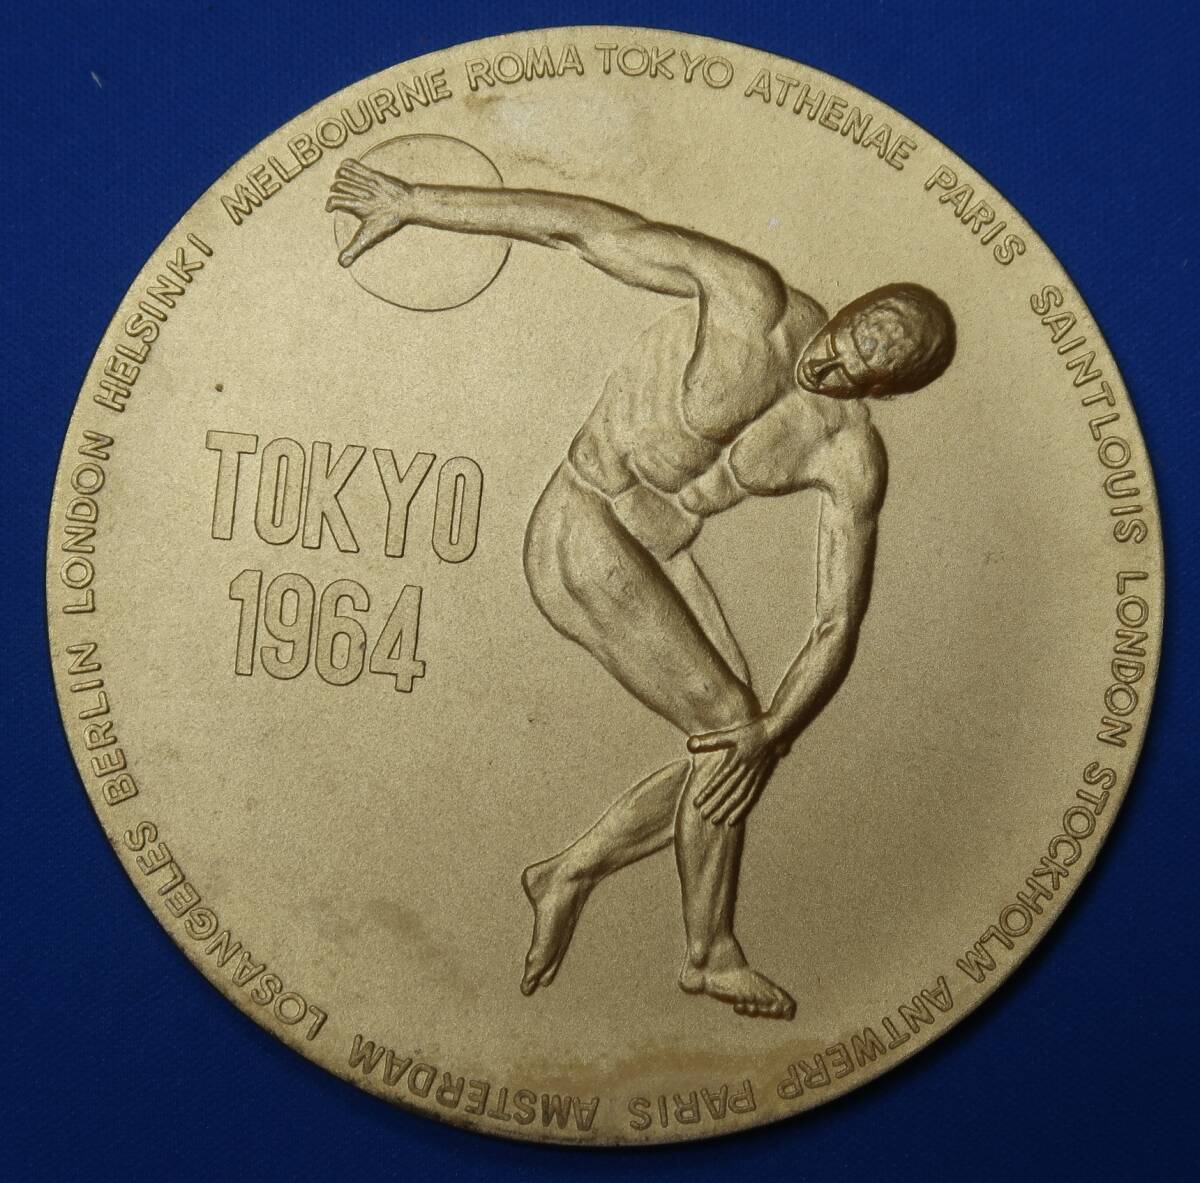 MELBOURNE ROMA TOKYO ATHENAE PARIS SAINTLOUIS LONDON STOCKHOLM ANTWERP PARIS AMSTERDAM LOSANGELES BERLIN LONDON HELSINKI
TOKYO
1964